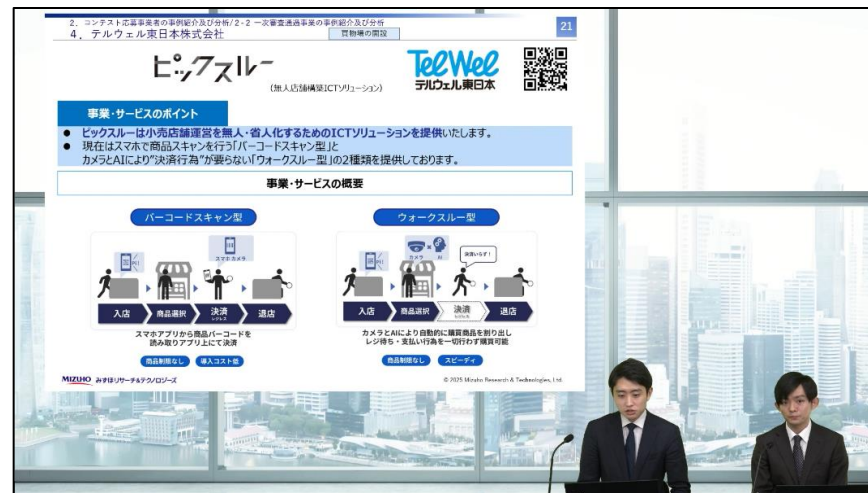 2．コンテスト応募事業者の事例紹介及び分析/2-2 一次審査通過事業の事例紹介及び分析
4．テルウェル東日本株式会社
買物場の開設
21
ピックスルー
（無人店舗構築ICTソリューション）
TelWel
テルウェル東日本
事業・サービスのポイント
● ピックスルーは小売店舗運営を無人・省人化するためのICTソリューションを提供いたします。
● 現在はスマホで商品スキャンを行う「バーコードスキャン型」と
カメラとAIにより"決済行為"が要らない「ウォークスルー型」の2種類を提供しております。
事業・サービスの概要
バーコードスキャン型
スマホカメラ
入店
商品選択
決済
レジレス
退店
スマホアプリから商品バーコードを
読み取りアプリ上にて決済
商品制限なし
導入コスト低
ウォークスルー型
カメラ
AI
決済いらず！
入店
商品選択
決済
退店
カメラとAIにより自動的に購買商品を割り出し
レジ待ち・支払い行為を一切行わず購買可能
商品制限なし
スピーディ
MIZUHO みずほリサーチ&テクノロジーズ
© 2025 Mizuho Research & Technologies, Ltd.